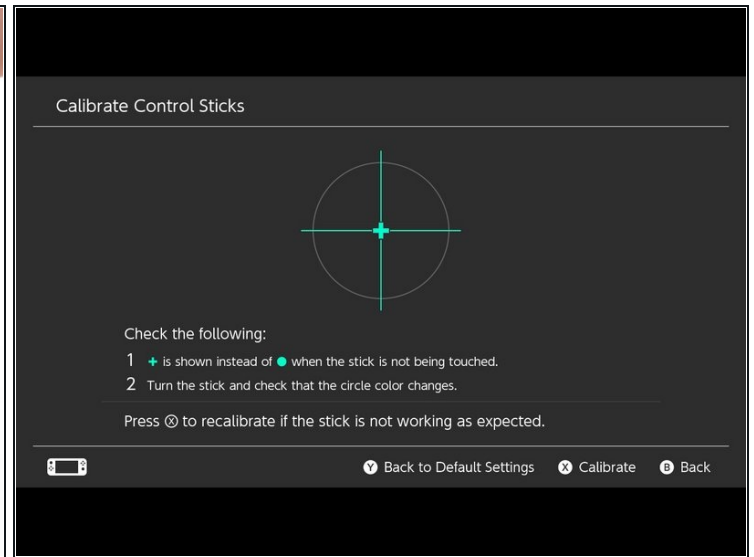 Calibrate Control Sticks
Check the following:
1 + is shown instead of ● when the stick is not being touched.
2 Turn the stick and check that the circle color changes.
Press Ⓧ to recalibrate if the stick is not working as expected.
Ⓨ Back to Default Settings Ⓧ Calibrate Ⓑ Back